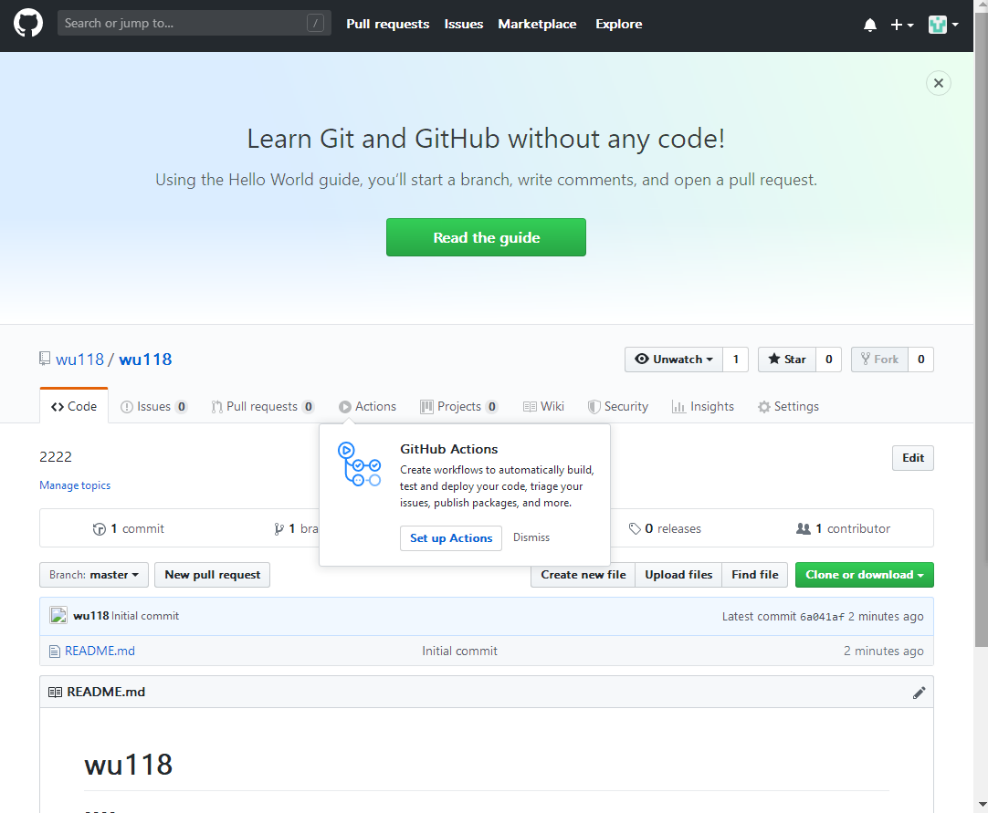 Search or jump to... / Pull requests Issues Marketplace Explore
Learn Git and GitHub without any code!
Using the Hello World guide, you’ll start a branch, write comments, and open a pull request.
Read the guide
wu118 / wu118 Unwatch 1 Star 0 Fork 0
Code Issues 0 Pull requests 0 Actions Projects 0 Wiki Security Insights Settings
GitHub Actions
Create workflows to automatically build,
test and deploy your code, triage your
issues, publish packages, and more.
Set up Actions Dismiss
2222 Edit
Manage topics
1 commit 1 bra 0 releases 1 contributor
Branch: master New pull request Create new file Upload files Find file Clone or download
wu118 Initial commit Latest commit 6a041af 2 minutes ago
README.md Initial commit 2 minutes ago
README.md
wu118